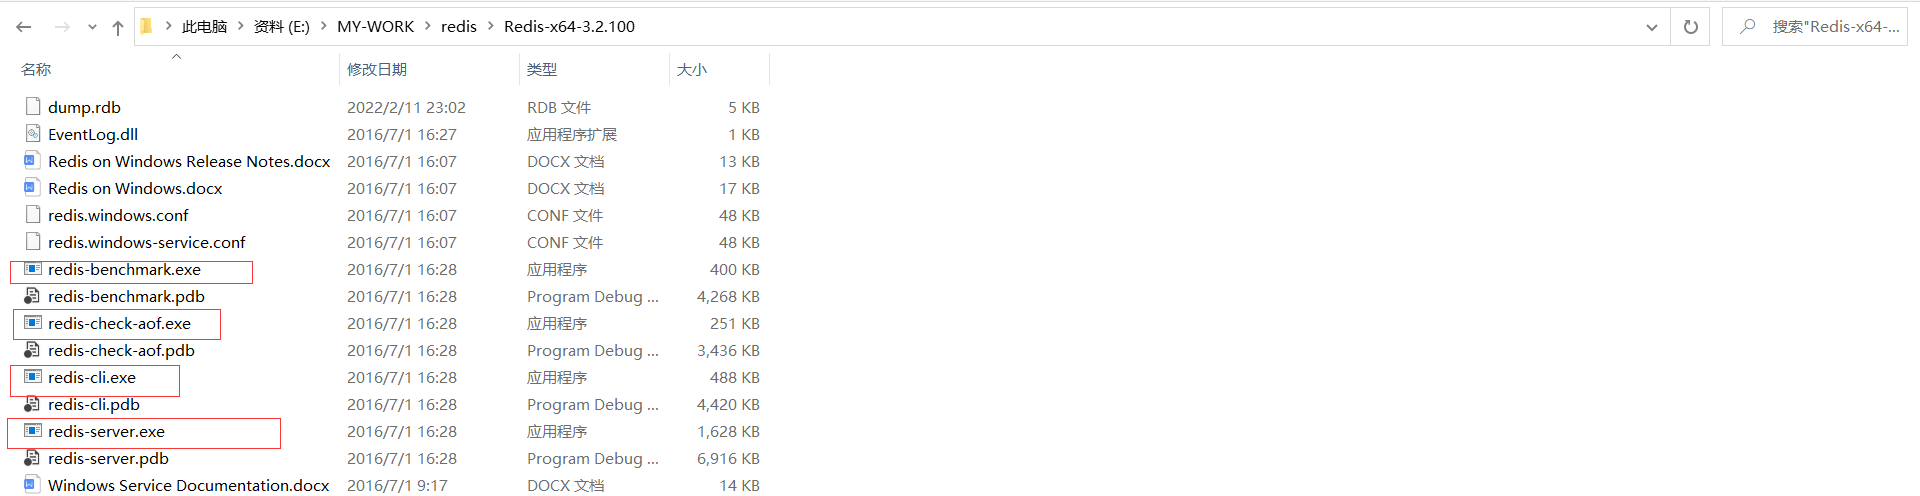 此电脑 资料 (E:) MY-WORK redis Redis-x64-3.2.100 搜索"Redis-x64-...
名称 修改日期 类型 大小
dump.rdb 2022/2/11 23:02 RDB 文件 5 KB
EventLog.dll 2016/7/1 16:27 应用程序扩展 1 KB
Redis on Windows Release Notes.docx 2016/7/1 16:07 DOCX 文档 13 KB
Redis on Windows.docx 2016/7/1 16:07 DOCX 文档 17 KB
redis.windows.conf 2016/7/1 16:07 CONF 文件 48 KB
redis.windows-service.conf 2016/7/1 16:07 CONF 文件 48 KB
redis-benchmark.exe 2016/7/1 16:28 应用程序 400 KB
redis-benchmark.pdb 2016/7/1 16:28 Program Debug ... 4,268 KB
redis-check-aof.exe 2016/7/1 16:28 应用程序 251 KB
redis-check-aof.pdb 2016/7/1 16:28 Program Debug ... 3,436 KB
redis-cli.exe 2016/7/1 16:28 应用程序 488 KB
redis-cli.pdb 2016/7/1 16:28 Program Debug ... 4,420 KB
redis-server.exe 2016/7/1 16:28 应用程序 1,628 KB
redis-server.pdb 2016/7/1 16:28 Program Debug ... 6,916 KB
Windows Service Documentation.docx 2016/7/1 9:17 DOCX 文档 14 KB